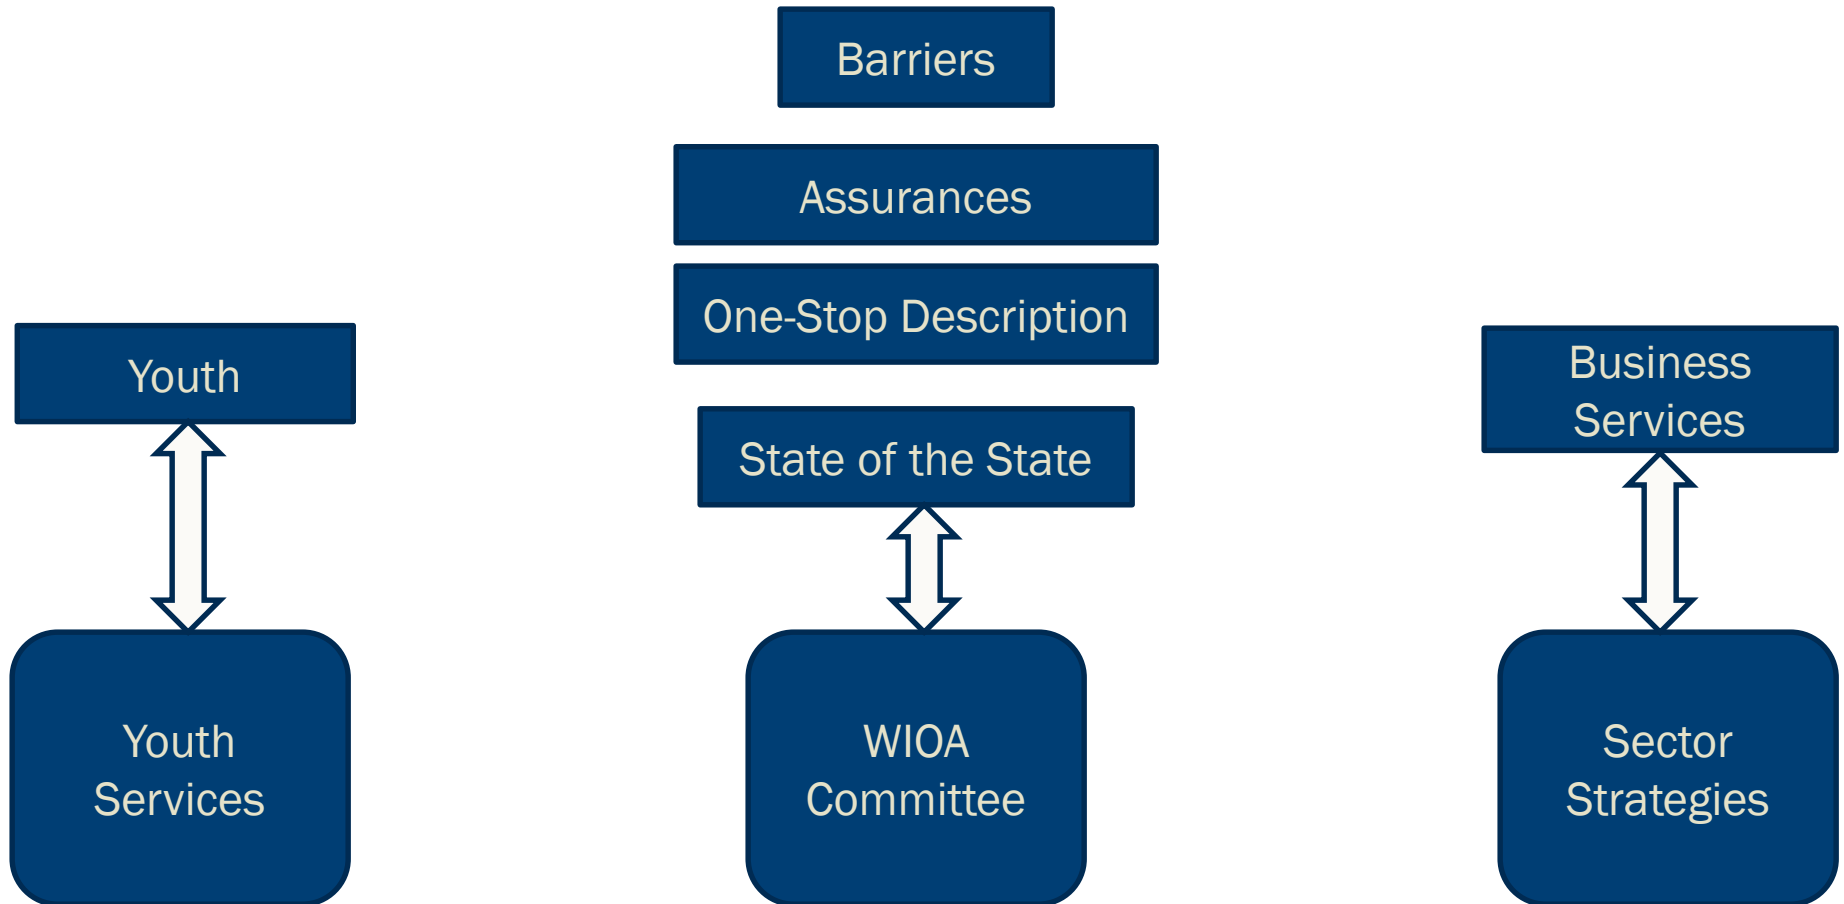 Barriers
Assurances
One-Stop Description
Youth
State of the State
Business
Services
Youth
Services
WIOA
Committee
Sector
Strategies